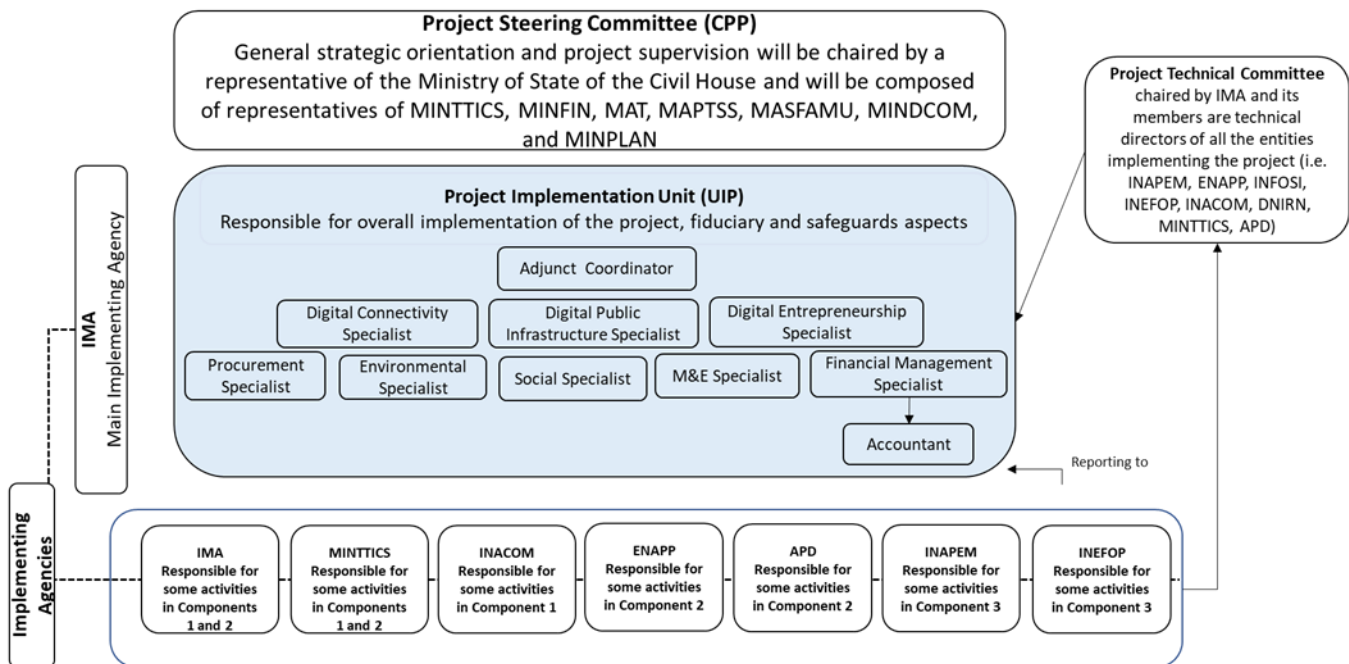 Project Steering Committee (CPP)
General strategic orientation and project supervision will be chaired by a
representative of the Ministry of State of the Civil House and will be composed
of representatives of MINTTICS, MINFIN, MAT, MAPTSS, MASFAMU, MINDCOM,
and MINPLAN
Project Technical Committee
chaired by IMA and its
members are technical
directors of all the entities
implementing the project (i.e.
INAPEM, ENAPP, INFOSI,
INEFOP, INACOM, DNIRN,
MINTTICS, APD)
IMA
Main Implementing Agency
Project Implementation Unit (UIP)
Responsible for overall implementation of the project, fiduciary and safeguards aspects
Adjunct Coordinator
Digital Connectivity
Specialist
Digital Public
Infrastructure Specialist
Digital Entrepreneurship
Specialist
Procurement
Specialist
Environmental
Specialist
Social Specialist
M&E Specialist
Financial Management
Specialist
Accountant
Reporting to
Implementing
Agencies
IMA
Responsible for
some activities
in Components
1 and 2
MINTTICS
Responsible for
some activities
in Components
1 and 2
INACOM
Responsible for
some activities
in Component 1
ENAPP
Responsible for
some activities
in Component 2
APD
Responsible for
some activities
in Component 2
INAPEM
Responsible for
some activities
in Component 3
INEFOP
Responsible for
some activities
in Component 3